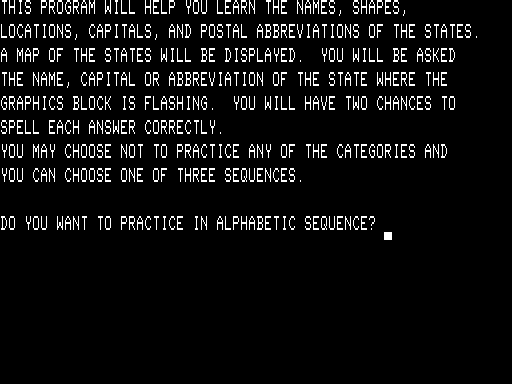 THIS PROGRAM WILL HELP YOU LEARN THE NAMES, SHAPES,
LOCATIONS, CAPITALS, AND POSTAL ABBREVIATIONS OF THE STATES.
A MAP OF THE STATES WILL BE DISPLAYED.  YOU WILL BE ASKED
THE NAME, CAPITAL OR ABBREVIATION OF THE STATE WHERE THE
GRAPHICS BLOCK IS FLASHING.  YOU WILL HAVE TWO CHANCES TO
SPELL EACH ANSWER CORRECTLY.
YOU MAY CHOOSE NOT TO PRACTICE ANY OF THE CATEGORIES AND
YOU CAN CHOOSE ONE OF THREE SEQUENCES.
DO YOU WANT TO PRACTICE IN ALPHABETIC SEQUENCE?